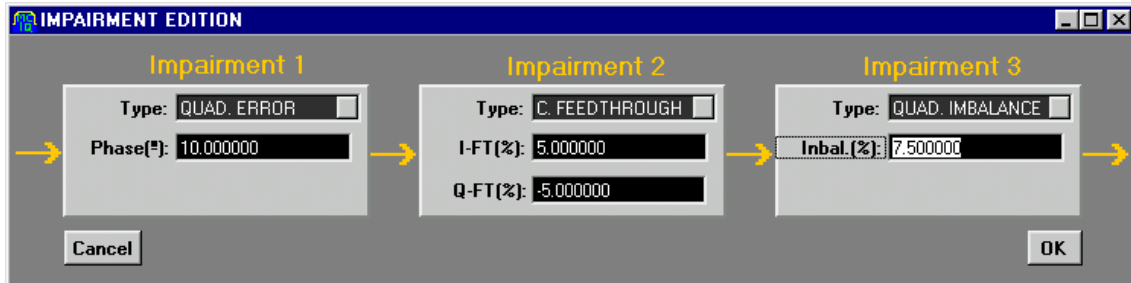 IMPAIRMENT EDITION
Impairment 1
Type: QUAD. ERROR
Phase("): 10.000000
Impairment 2
Type: C. FEEDTHROUGH
I-FT(%): 5.000000
Q-FT(%): -5.000000
Impairment 3
Type: QUAD. IMBALANCE
Inbal.(%): 7.500000
Cancel
OK